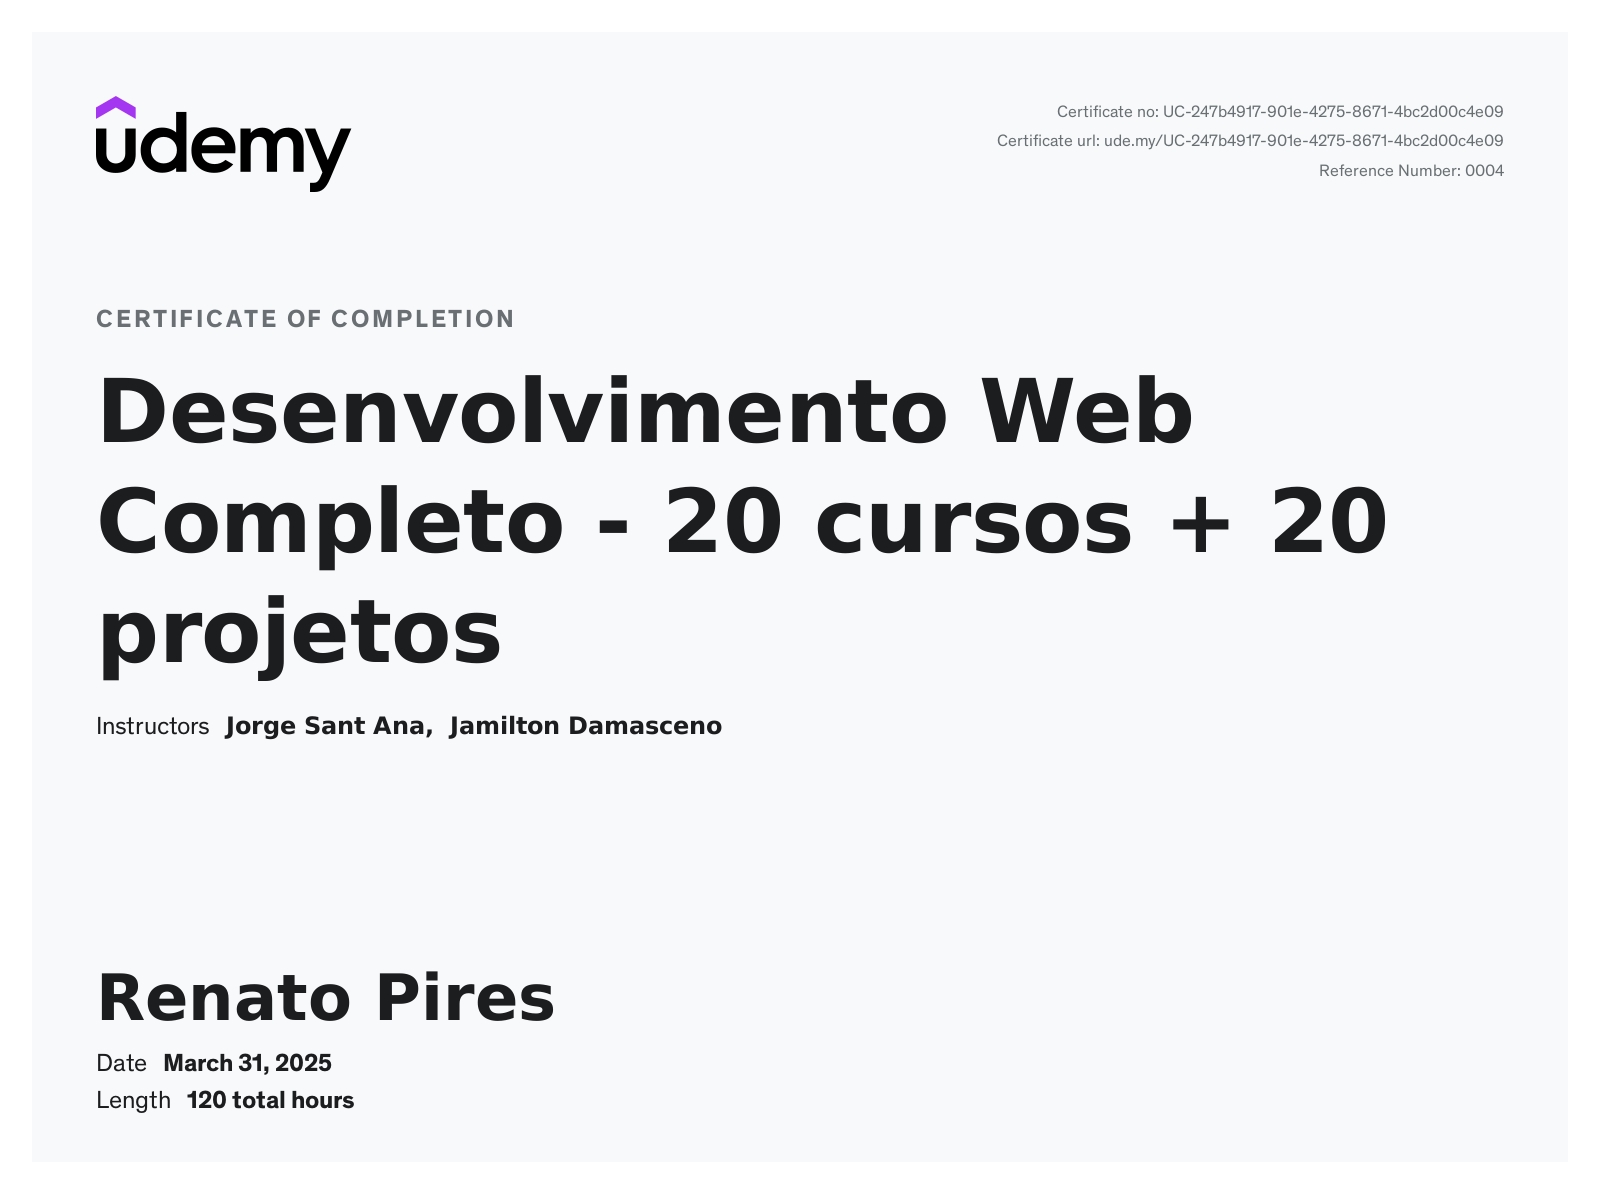 udemy
Certificate no: UC-247b4917-901e-4275-8671-4bc2d00c4e09
Certificate url: ude.my/UC-247b4917-901e-4275-8671-4bc2d00c4e09
Reference Number: 0004
CERTIFICATE OF COMPLETION
Desenvolvimento Web
Completo - 20 cursos + 20
projetos
Instructors Jorge Sant Ana, Jamilton Damasceno
Renato Pires
Date March 31, 2025
Length 120 total hours